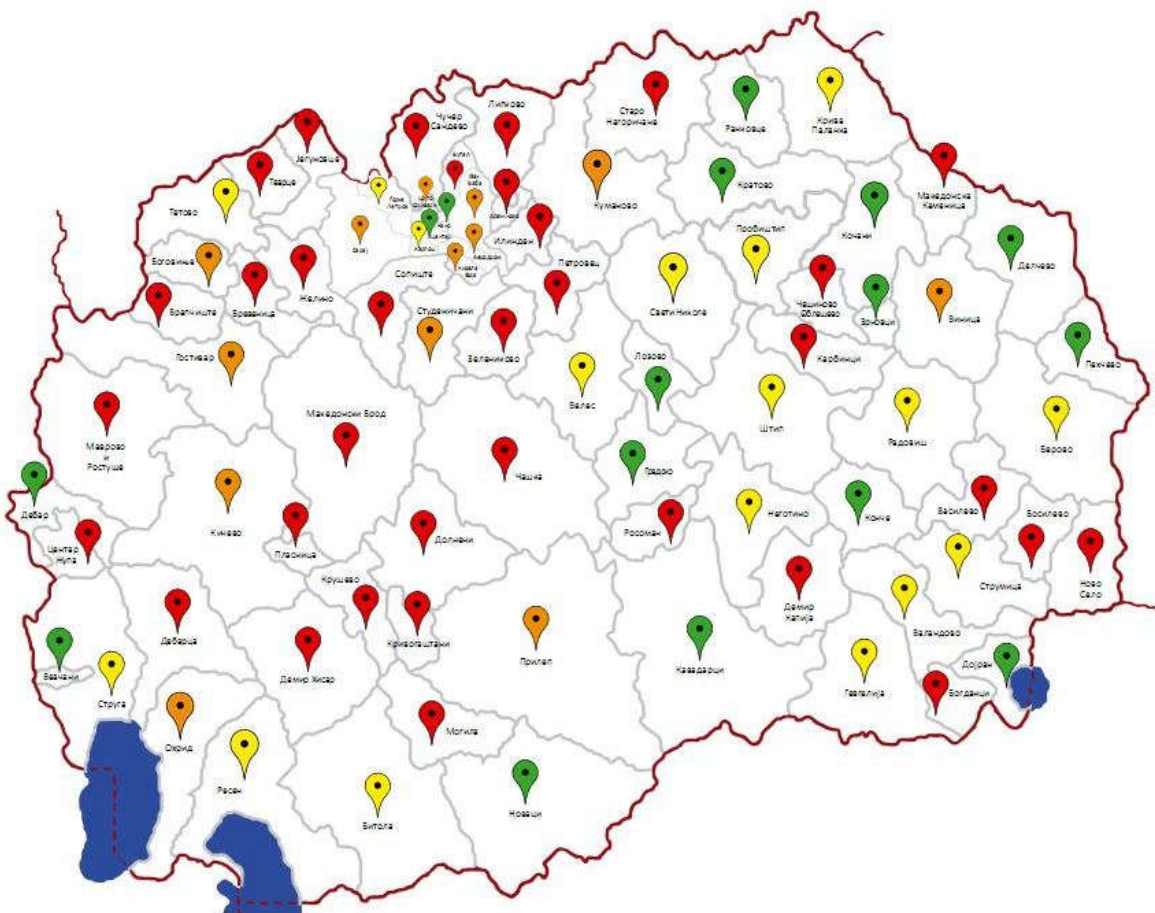 Старо
Нагоричане
Ранковце
Крива
Паланка
Липково
Чучер
Сандево
Јегуновце
Теарце
Тетово
Куманово
Кратово
Македонска
Каменица
Илинден
Пробиштип
Кочани
Делчево
Боговиње
Желино
Сопиште
Петровец
Свети Николе
Чешиново
Облешево
Зрновци
Виница
Врапчиште
Брвеница
Студеничани
Зелениково
Карбинци
Пехчево
Гостивар
Лозово
Велес
Штип
Радовиш
Берово
Македонски Брод
Маврово
и
Ростуше
Чашка
Градско
Дебар
Кичево
Неготино
Конче
Василево
Босилево
Росоман
Центар
Жупа
Пласница
Долнени
Крушево
Струмица
Ново
Село
Демир
Капија
Дебарца
Кривогаштани
Валандово
Вевчани
Демир Хисар
Прилеп
Кавадарци
Дојран
Струга
Гевгелија
Богданци
Охрид
Могила
Ресен
Битола
Новаци